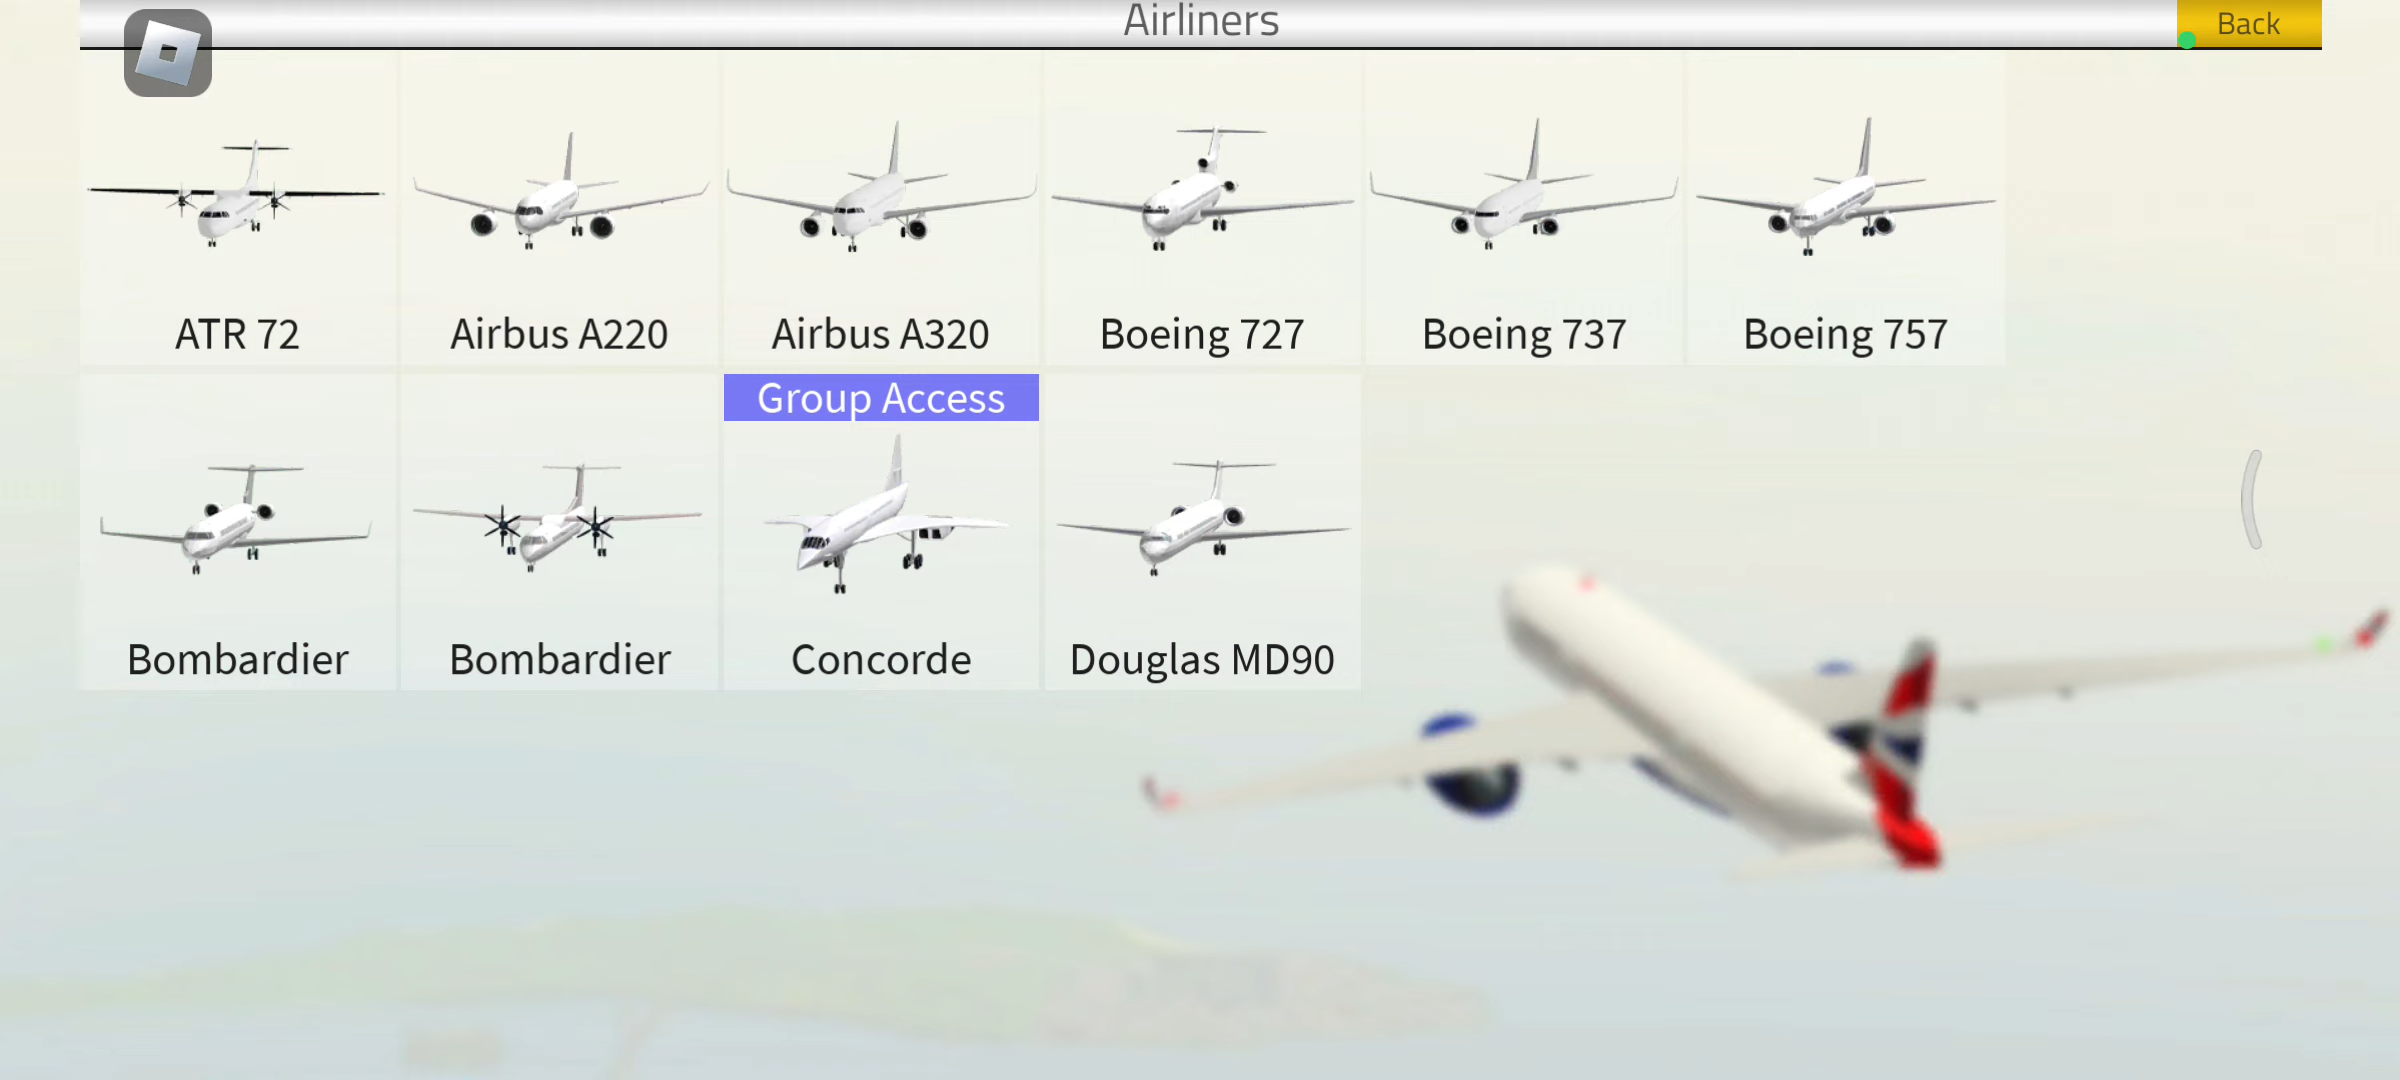 Airliners
Back
ATR 72
Airbus A220
Airbus A320
Boeing 727
Boeing 737
Boeing 757
Group Access
Bombardier
Bombardier
Concorde
Douglas MD90